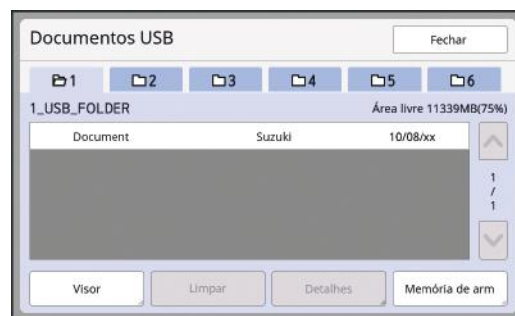 Documentos USB
Fechar
1 2 3 4 5 6
1_USB_FOLDER Área livre 11339MB(75%)
Document Suzuki 10/08/xx
1
/
1
Visor Limpar Detalhes Memória de arm